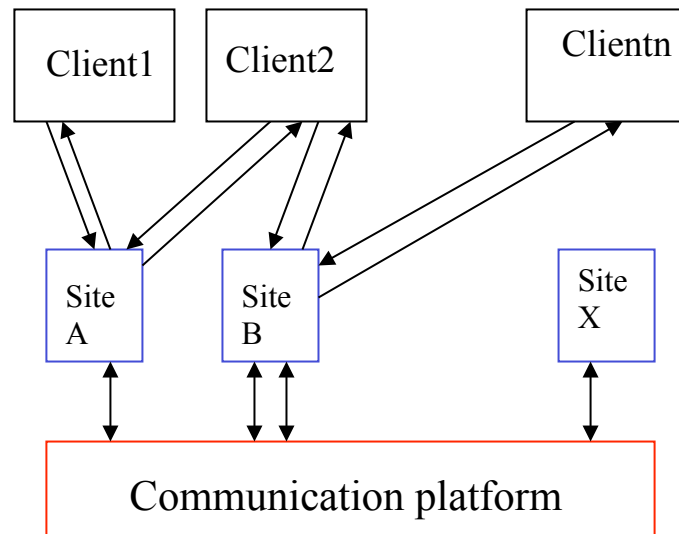 Client1
Client2
Clientn
Site
A
Site
B
Site
X
Communication platform